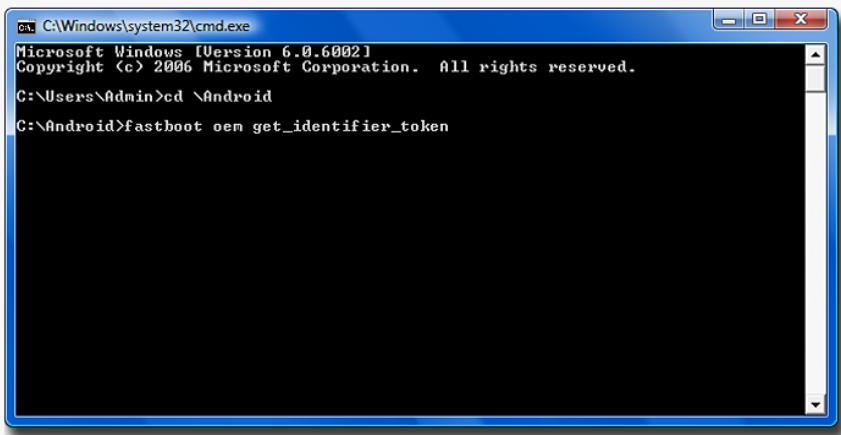 C:\Windows\system32\cmd.exe
Microsoft Windows [Version 6.0.6002]
Copyright (c) 2006 Microsoft Corporation.  All rights reserved.
C:\Users\Admin>cd \Android
C:\Android>fastboot oem get_identifier_token